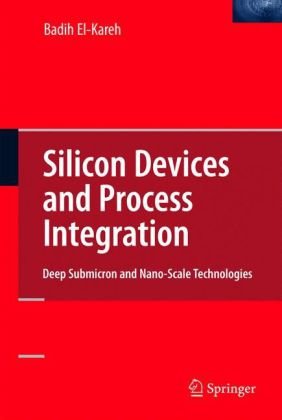 Badih El-Kareh
Silicon Devices
and Process
Integration
Deep Submicron and Nano-Scale Technologies
Springer